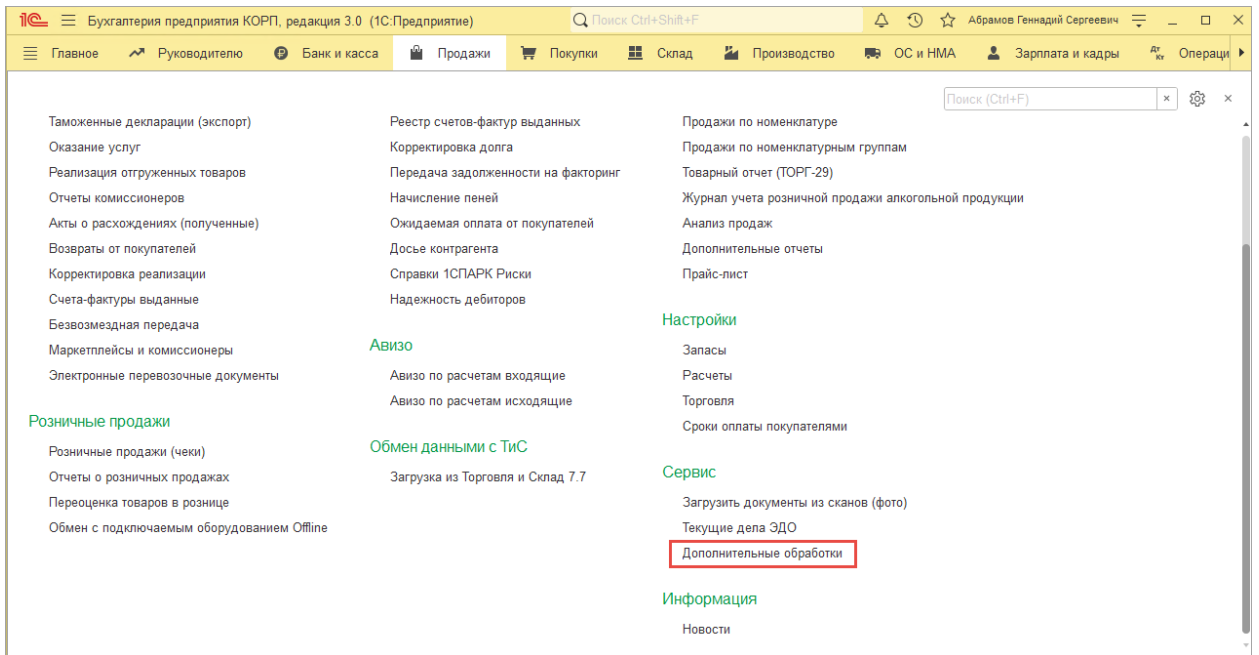 1С Бухгалтерия предприятия КОРП, редакция 3.0 (1С:Предприятие) Поиск Ctrl+Shift+F Абрамов Геннадий Сергеевич
Главное Руководителю Банк и касса Продажи Покупки Склад Производство ОС и НМА Зарплата и кадры Дт Кт Операци
Поиск (Ctrl+F)
Таможенные декларации (экспорт)
Оказание услуг
Реализация отгруженных товаров
Отчеты комиссионеров
Акты о расхождениях (полученные)
Возвраты от покупателей
Корректировка реализации
Счета-фактуры выданные
Безвозмездная передача
Маркетплейсы и комиссионеры
Электронные перевозочные документы
Розничные продажи
Розничные продажи (чеки)
Отчеты о розничных продажах
Переоценка товаров в рознице
Обмен с подключаемым оборудованием Offline
Реестр счетов-фактур выданных
Корректировка долга
Передача задолженности на факторинг
Начисление пеней
Ожидаемая оплата от покупателей
Досье контрагента
Справки 1СПАРК Риски
Надежность дебиторов
Авизо
Авизо по расчетам входящие
Авизо по расчетам исходящие
Обмен данными с ТиС
Загрузка из Торговля и Склад 7.7
Продажи по номенклатуре
Продажи по номенклатурным группам
Товарный отчет (ТОРГ-29)
Журнал учета розничной продажи алкогольной продукции
Анализ продаж
Дополнительные отчеты
Прайс-лист
Настройки
Запасы
Расчеты
Торговля
Сроки оплаты покупателями
Сервис
Загрузить документы из сканов (фото)
Текущие дела ЭДО
Дополнительные обработки
Информация
Новости